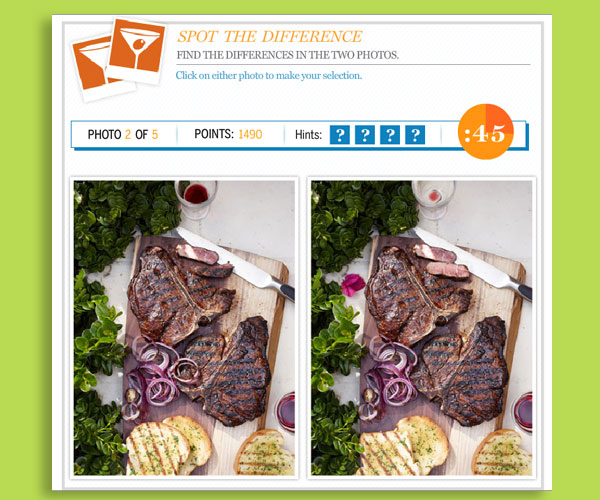 SPOT THE DIFFERENCE
FIND THE DIFFERENCES IN THE TWO PHOTOS.
Click on either photo to make your selection.
PHOTO 2 OF 5 POINTS: 1490 Hints: ? ? ? ? :45